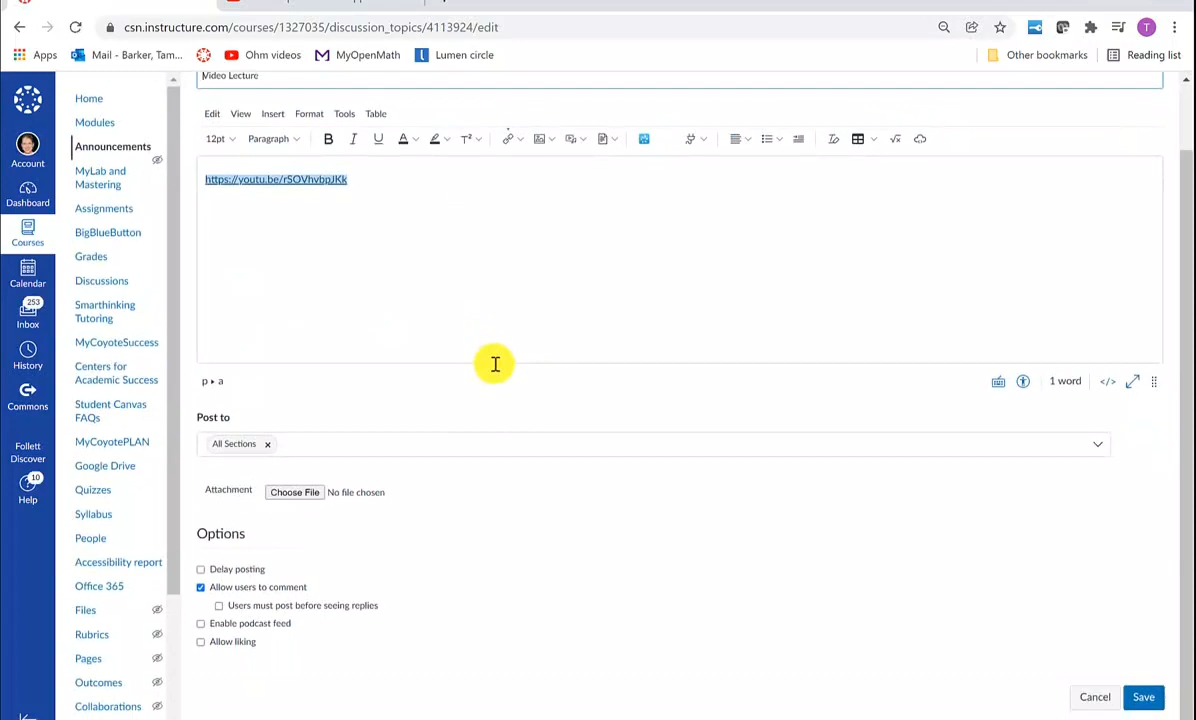 csn.instructure.com/courses/1327035/discussion_topics/4113924/edit
T
Apps
Mail - Barker, Tam...
Ohm videos
MyOpenMath
Lumen circle
Other bookmarks
Reading list
Account
Dashboard
Courses
Calendar
253
Inbox
History
Commons
Follett
Discover
10
Help
Home
Modules
Announcements
MyLab and
Mastering
Assignments
BigBlueButton
Grades
Discussions
Smarthinking
Tutoring
MyCoyoteSuccess
Centers for
Academic Success
Student Canvas
FAQs
MyCoyotePLAN
Google Drive
Quizzes
Syllabus
People
Accessibility report
Office 365
Files
Rubrics
Pages
Outcomes
Collaborations
Video Lecture
Edit View Insert Format Tools Table
12pt Paragraph B I U A T²
https://youtu.be/rSOVhvbpJKk
p ▸ a
1 word </>
Post to
All Sections x
Attachment Choose File No file chosen
Options
Delay posting
Allow users to comment
Users must post before seeing replies
Enable podcast feed
Allow liking
Cancel Save